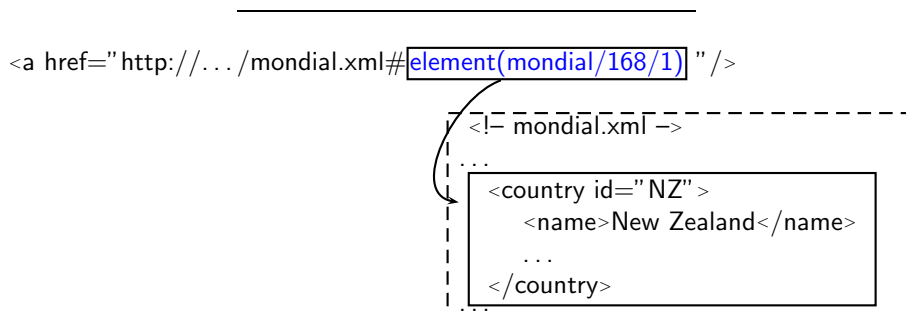 <a href="http://.../mondial.xml#element(mondial/168/1) "/>
<!– mondial.xml –>
...
<country id="NZ">
<name>New Zealand</name>
...
</country>
...